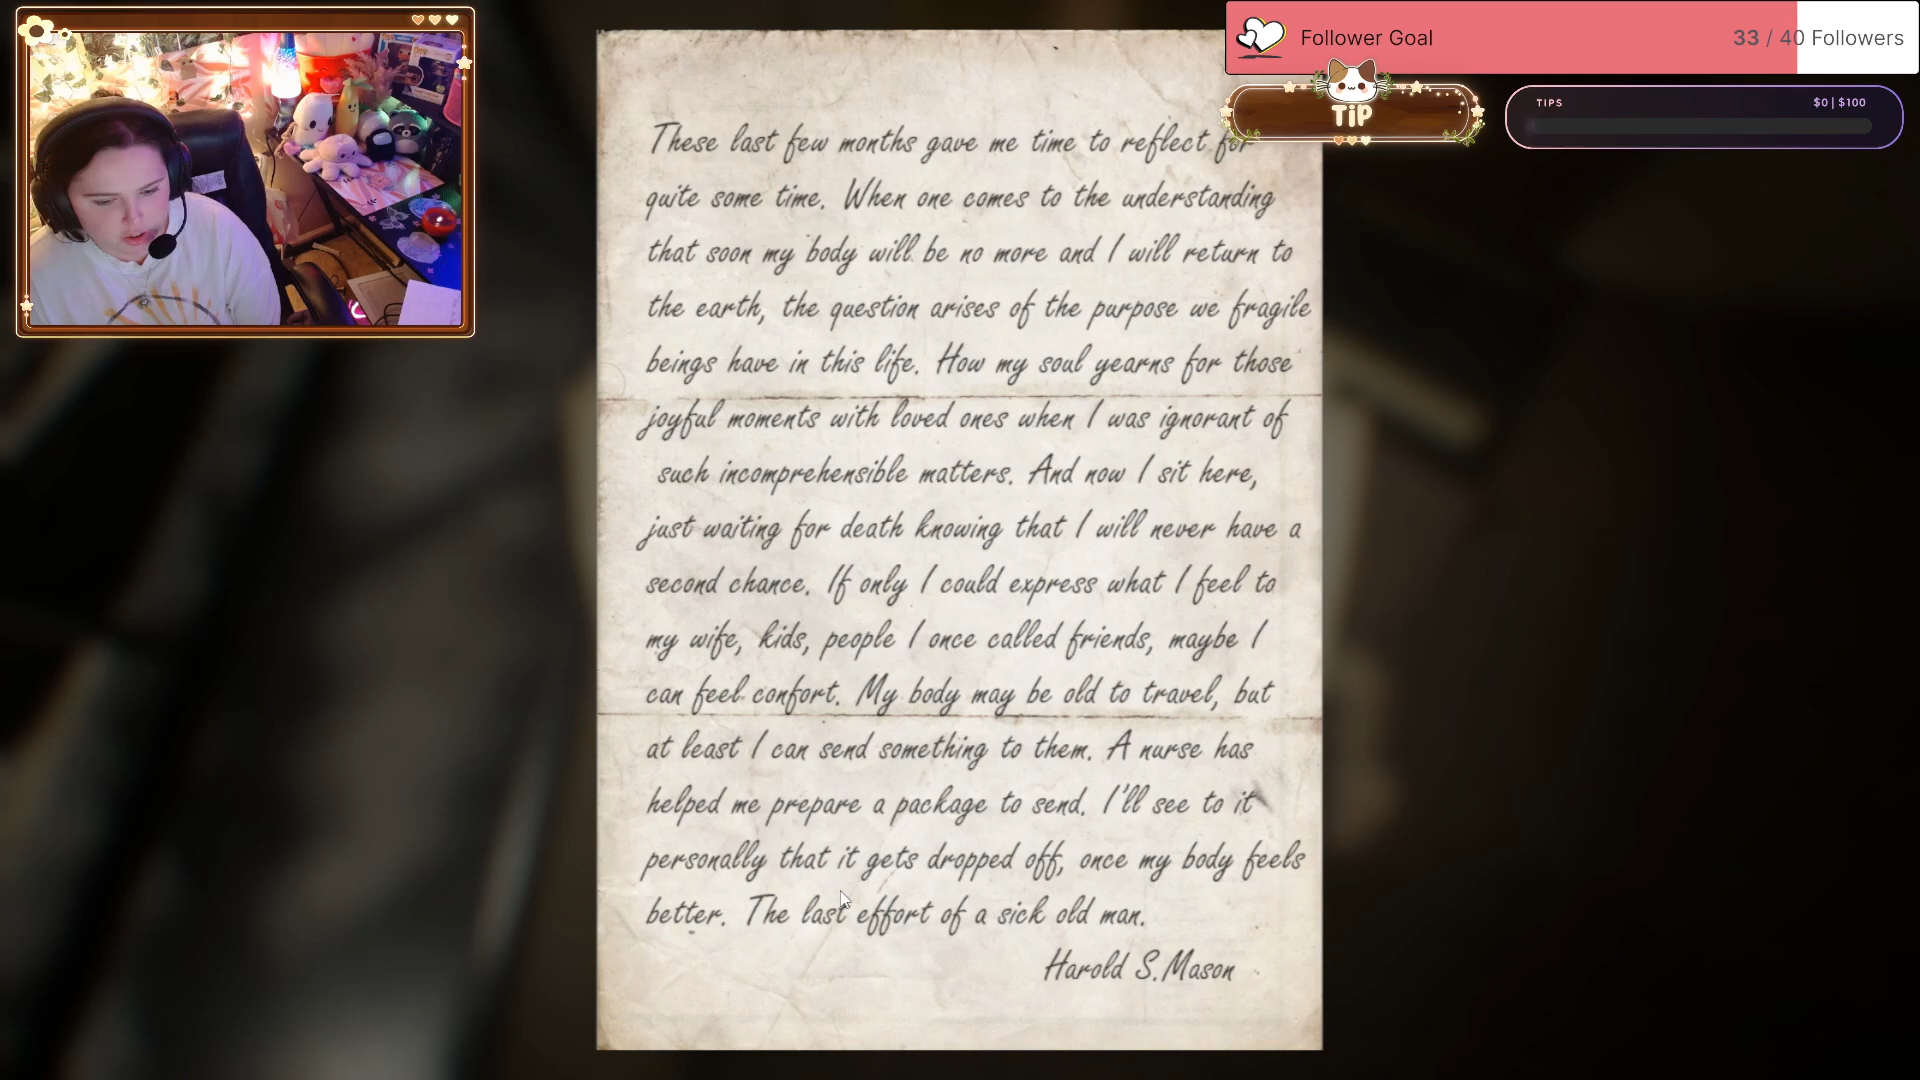 Follower Goal
33 / 40 Followers
TiP
TIPS
$0 | $100
These last few months gave me time to reflect for
quite some time. When one comes to the understanding
that soon my body will be no more and I will return to
the earth, the question arises of the purpose we fragile
beings have in this life. How my soul yearns for those
joyful moments with loved ones when I was ignorant of
such incomprehensible matters. And now I sit here,
just waiting for death knowing that I will never have a
second chance. If only I could express what I feel to
my wife, kids, people I once called friends, maybe I
can feel confort. My body may be old to travel, but
at least I can send something to them. A nurse has
helped me prepare a package to send. I'll see to it
personally that it gets dropped off, once my body feels
better. The last effort of a sick old man.
Harold S.Mason